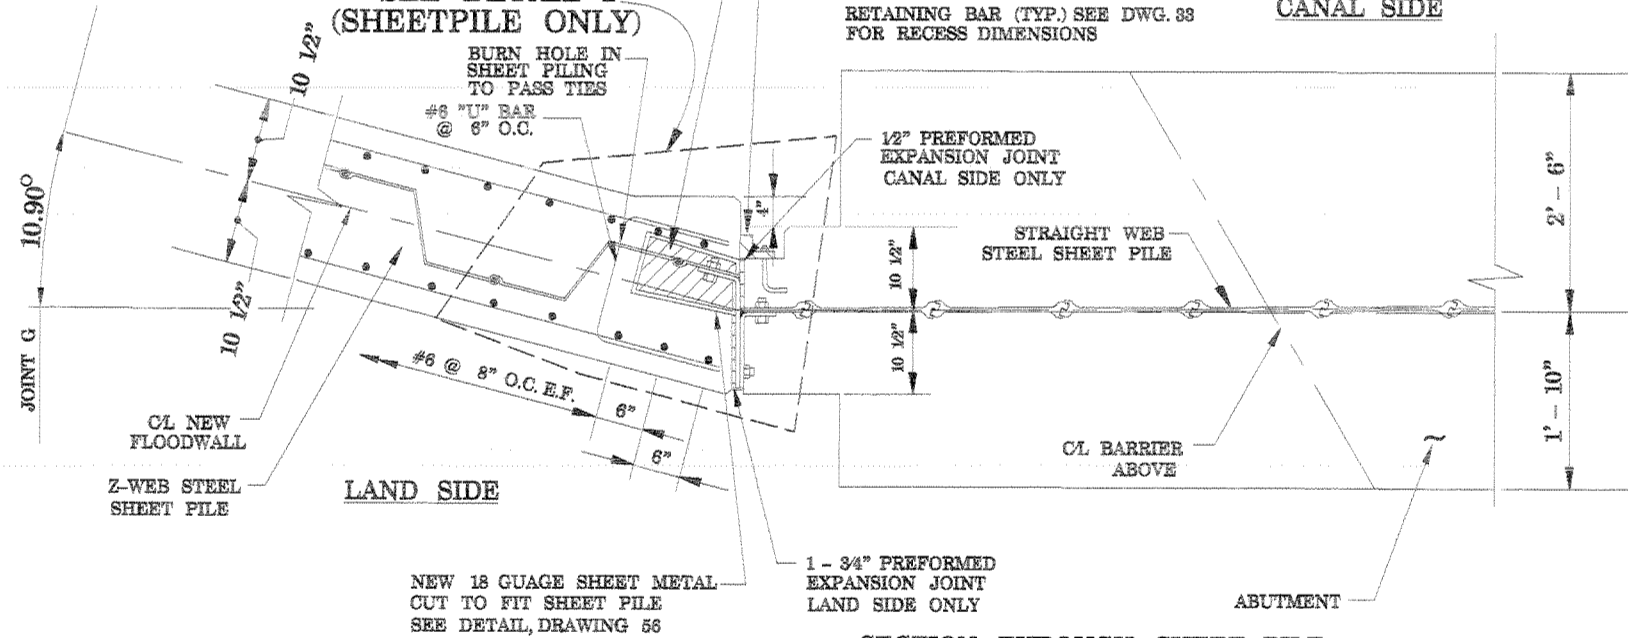 (SHEETPILE ONLY)
RETAINING BAR (TYP.) SEE DWG. 33
FOR RECESS DIMENSIONS
CANAL SIDE
10 1/2"
BURN HOLE IN
SHEET PILING
TO PASS TIES
#6 "U" BAR
@ 6" O.C.
1/2" PREFORMED
EXPANSION JOINT
CANAL SIDE ONLY
4"
10.90°
2' - 6"
STRAIGHT WEB
STEEL SHEET PILE
10 1/2"
10 1/2"
10 1/2"
JOINT G
#6 @ 8" O.C. E.F.
6"
6"
1' - 10"
C/L NEW
FLOODWALL
C/L BARRIER
ABOVE
Z-WEB STEEL
SHEET PILE
LAND SIDE
NEW 18 GUAGE SHEET METAL
CUT TO FIT SHEET PILE
SEE DETAIL, DRAWING 56
1 - 3/4" PREFORMED
EXPANSION JOINT
LAND SIDE ONLY
ABUTMENT